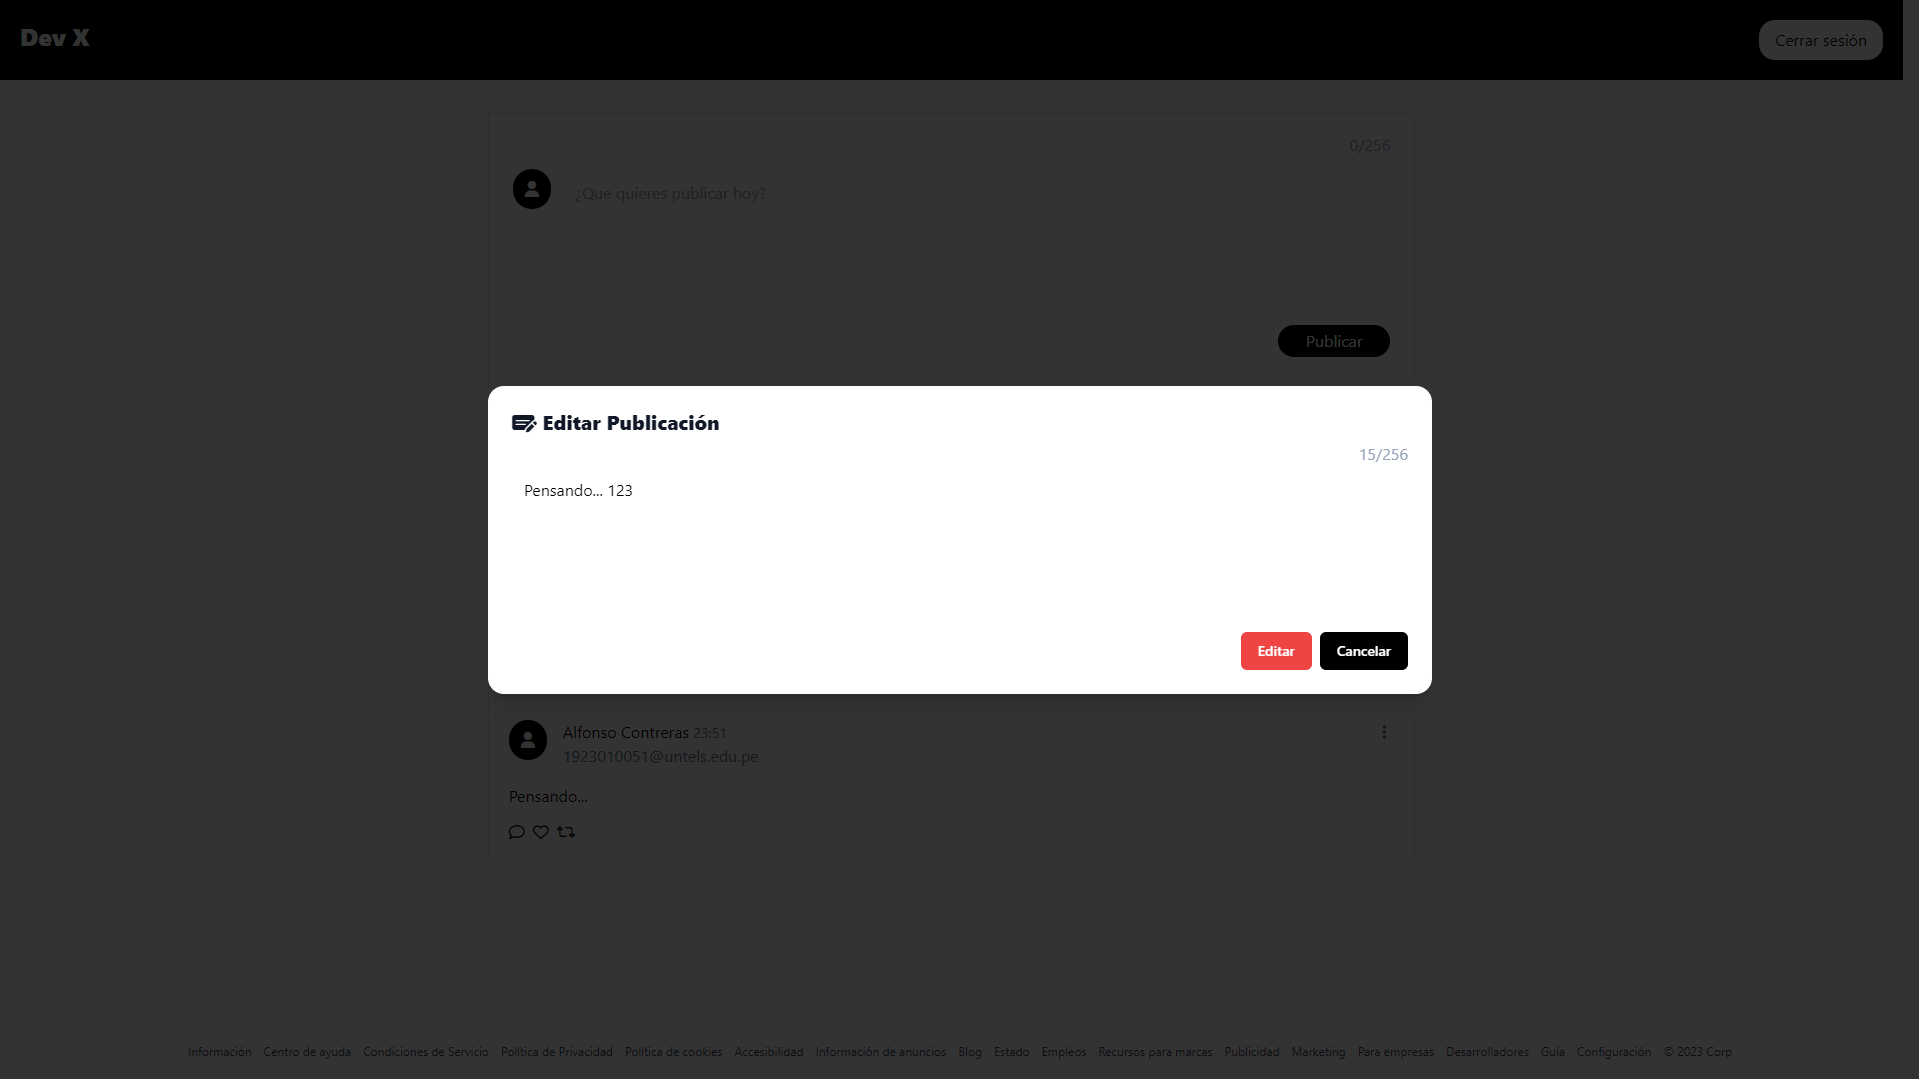 Dev X
Cerrar sesión
0/256
¿Que quieres publicar hoy?
Publicar
Editar Publicación
15/256
Pensando... 123
Editar
Cancelar
Alfonso Contreras 23:51
1923010051@untels.edu.pe
Pensando...
Información Centro de ayuda Condiciones de Servicio Política de Privacidad Política de cookies Accesibilidad Información de anuncios Blog Estado Empleos Recursos para marcas Publicidad Marketing Para empresas Desarrolladores Guía Configuración © 2023 Corp